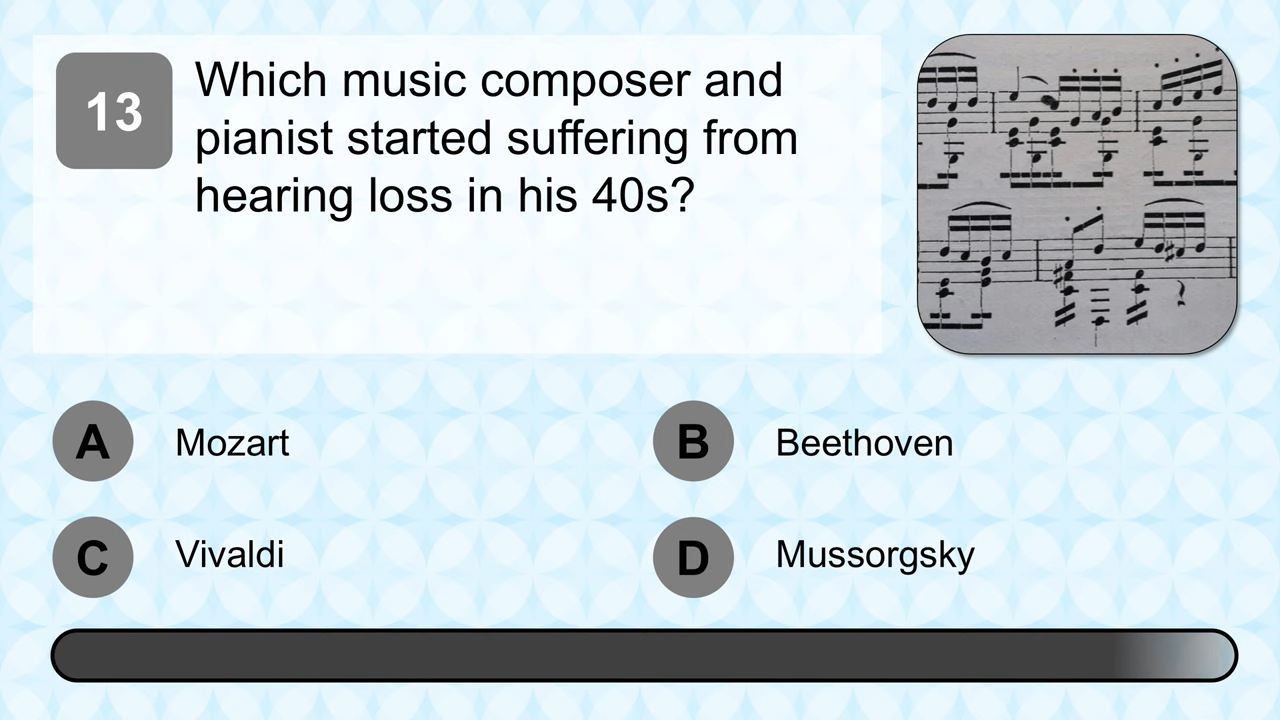 13
Which music composer and
pianist started suffering from
hearing loss in his 40s?
A Mozart
B Beethoven
C Vivaldi
D Mussorgsky